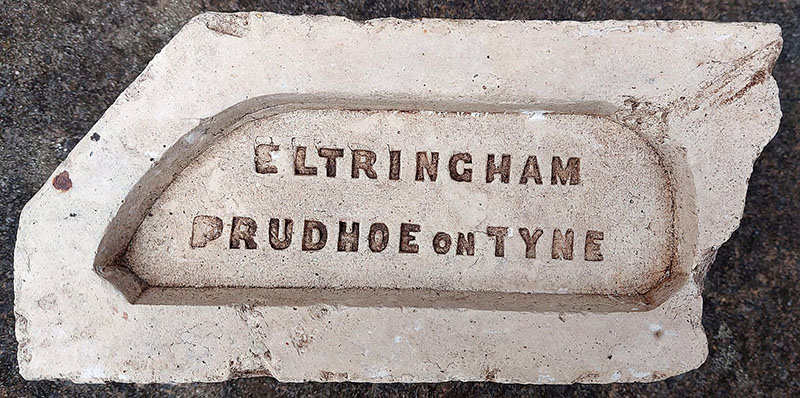 ELTRINGHAM
PRUDHOE ON TYNE